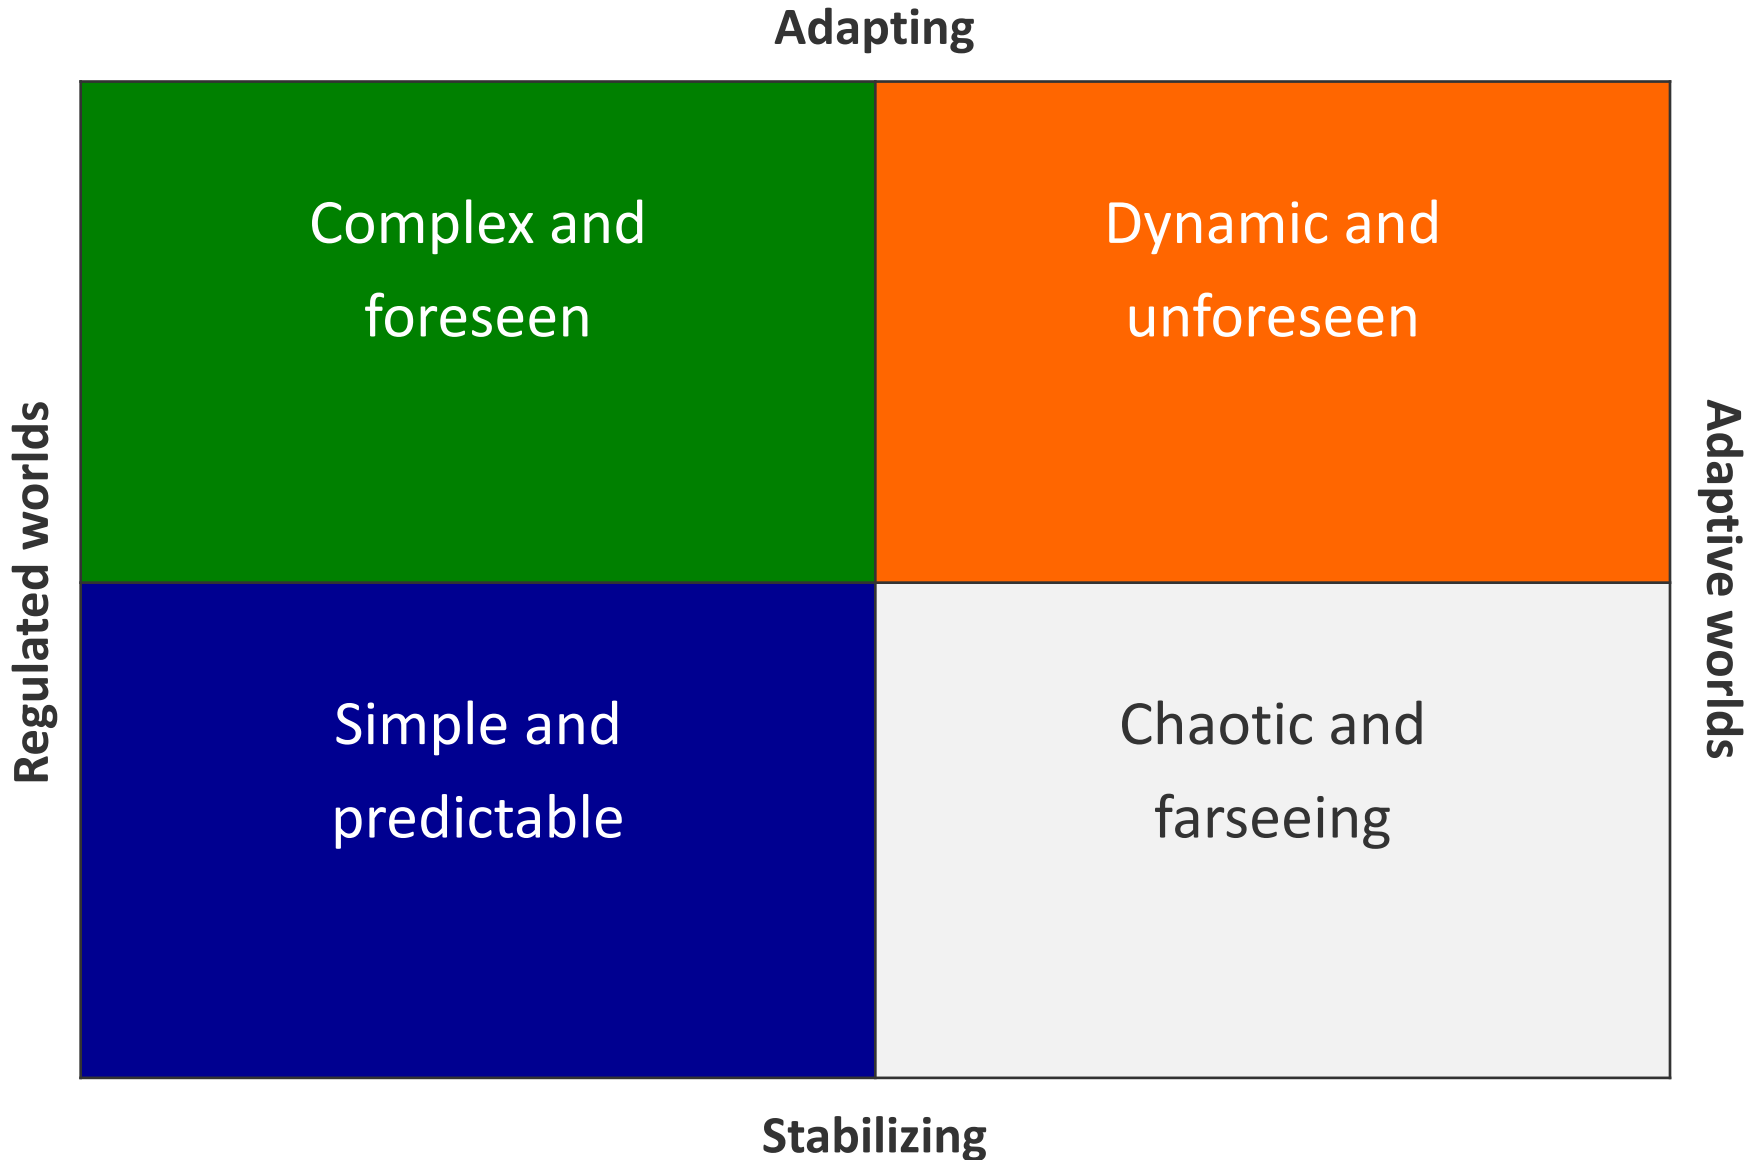 Adapting
Complex and
foreseen
Dynamic and
unforeseen
Regulated worlds
Adaptive worlds
Simple and
predictable
Chaotic and
farseeing
Stabilizing